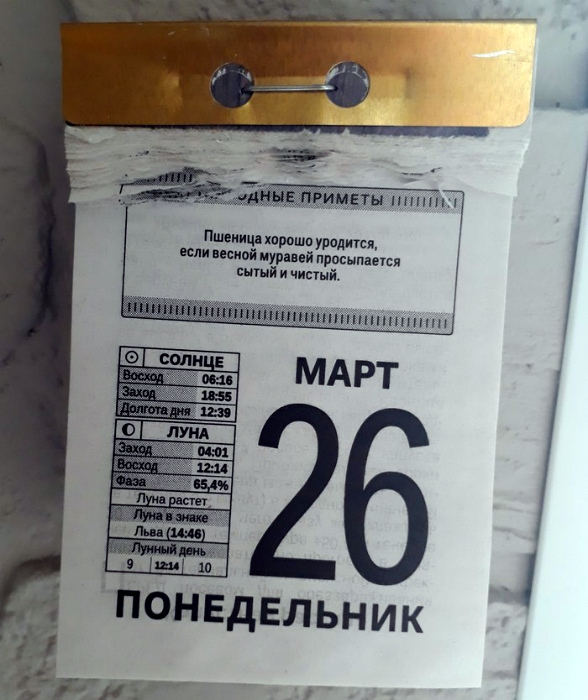 ПРИМЕТЫ
Пшеница хорошо уродится,
если весной муравей просыпается
сытый и чистый.
СОЛНЦЕ
Восход 06:16
Заход 18:55
Долгота дня 12:39
ЛУНА
Заход 04:01
Восход 12:14
Фаза 65,4%
Луна растет
Луна в знаке
Льва (14:46)
Лунный день
9 12:14 10
МАРТ
26
ПОНЕДЕЛЬНИК